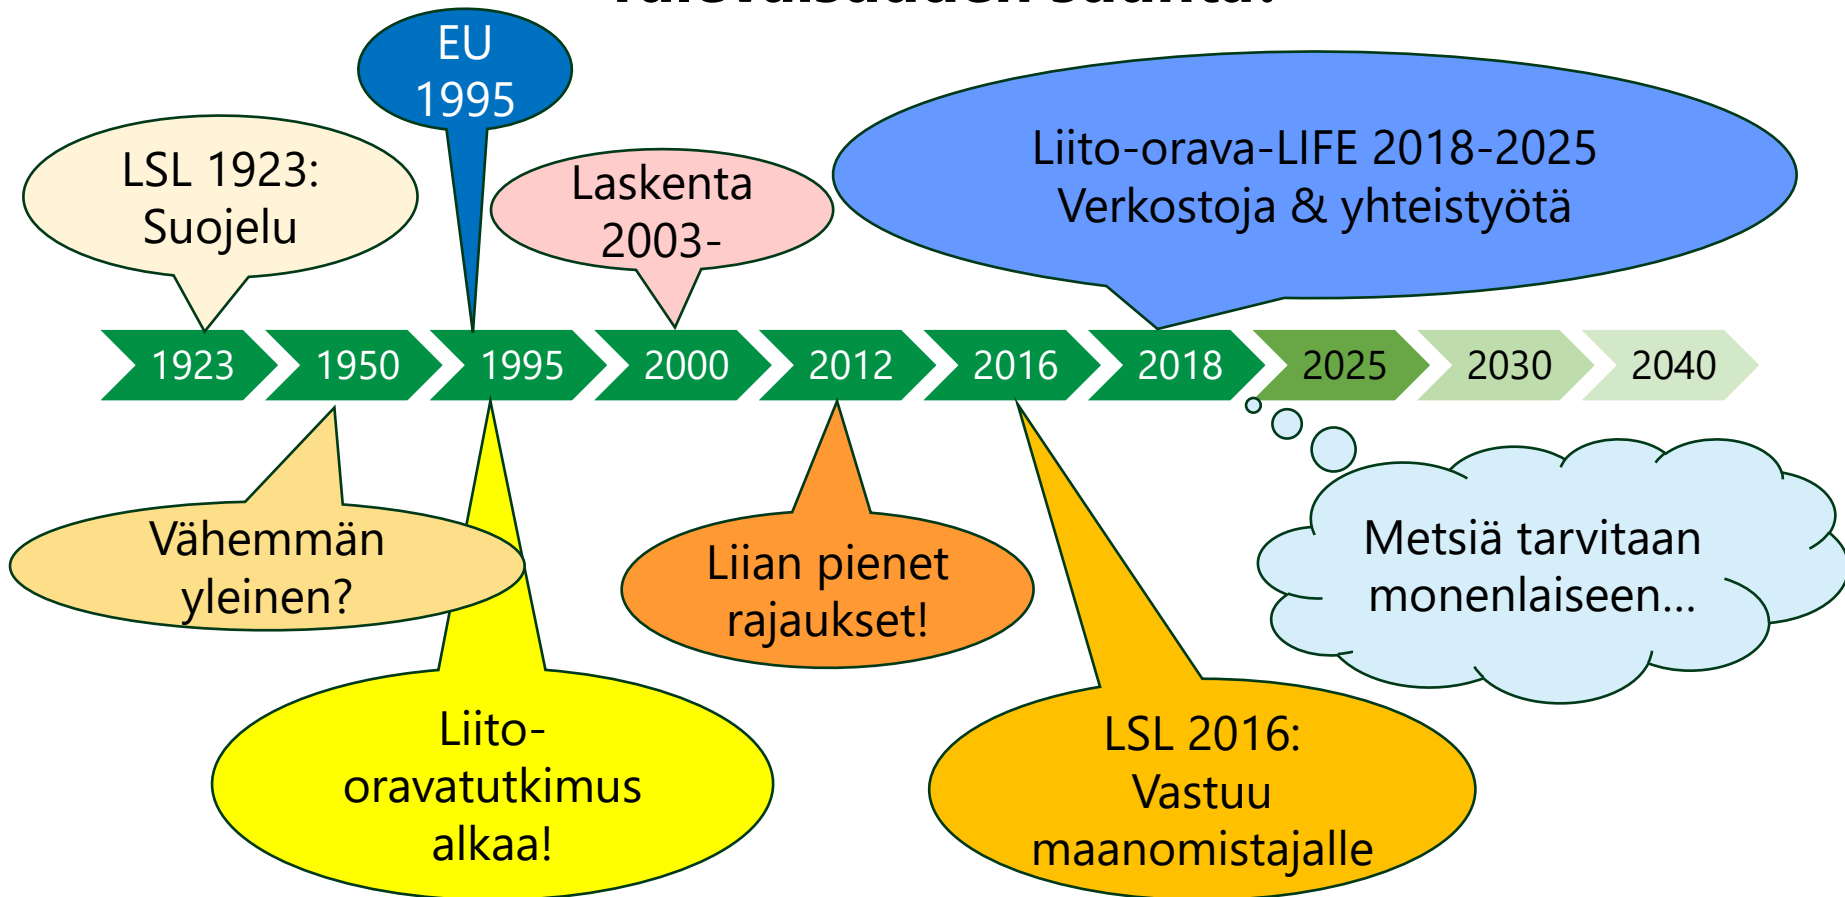 EU
1995
LSL 1923:
Suojelu
Laskenta
2003-
Liito-orava-LIFE 2018-2025
Verkostoja & yhteistyötä
1923
1950
1995
2000
2012
2016
2018
2025
2030
2040
Vähemmän
yleinen?
Liian pienet
rajaukset!
Metsiä tarvitaan
monenlaiseen...
Liito-
oravatutkimus
alkaa!
LSL 2016:
Vastuu
maanomistajalle